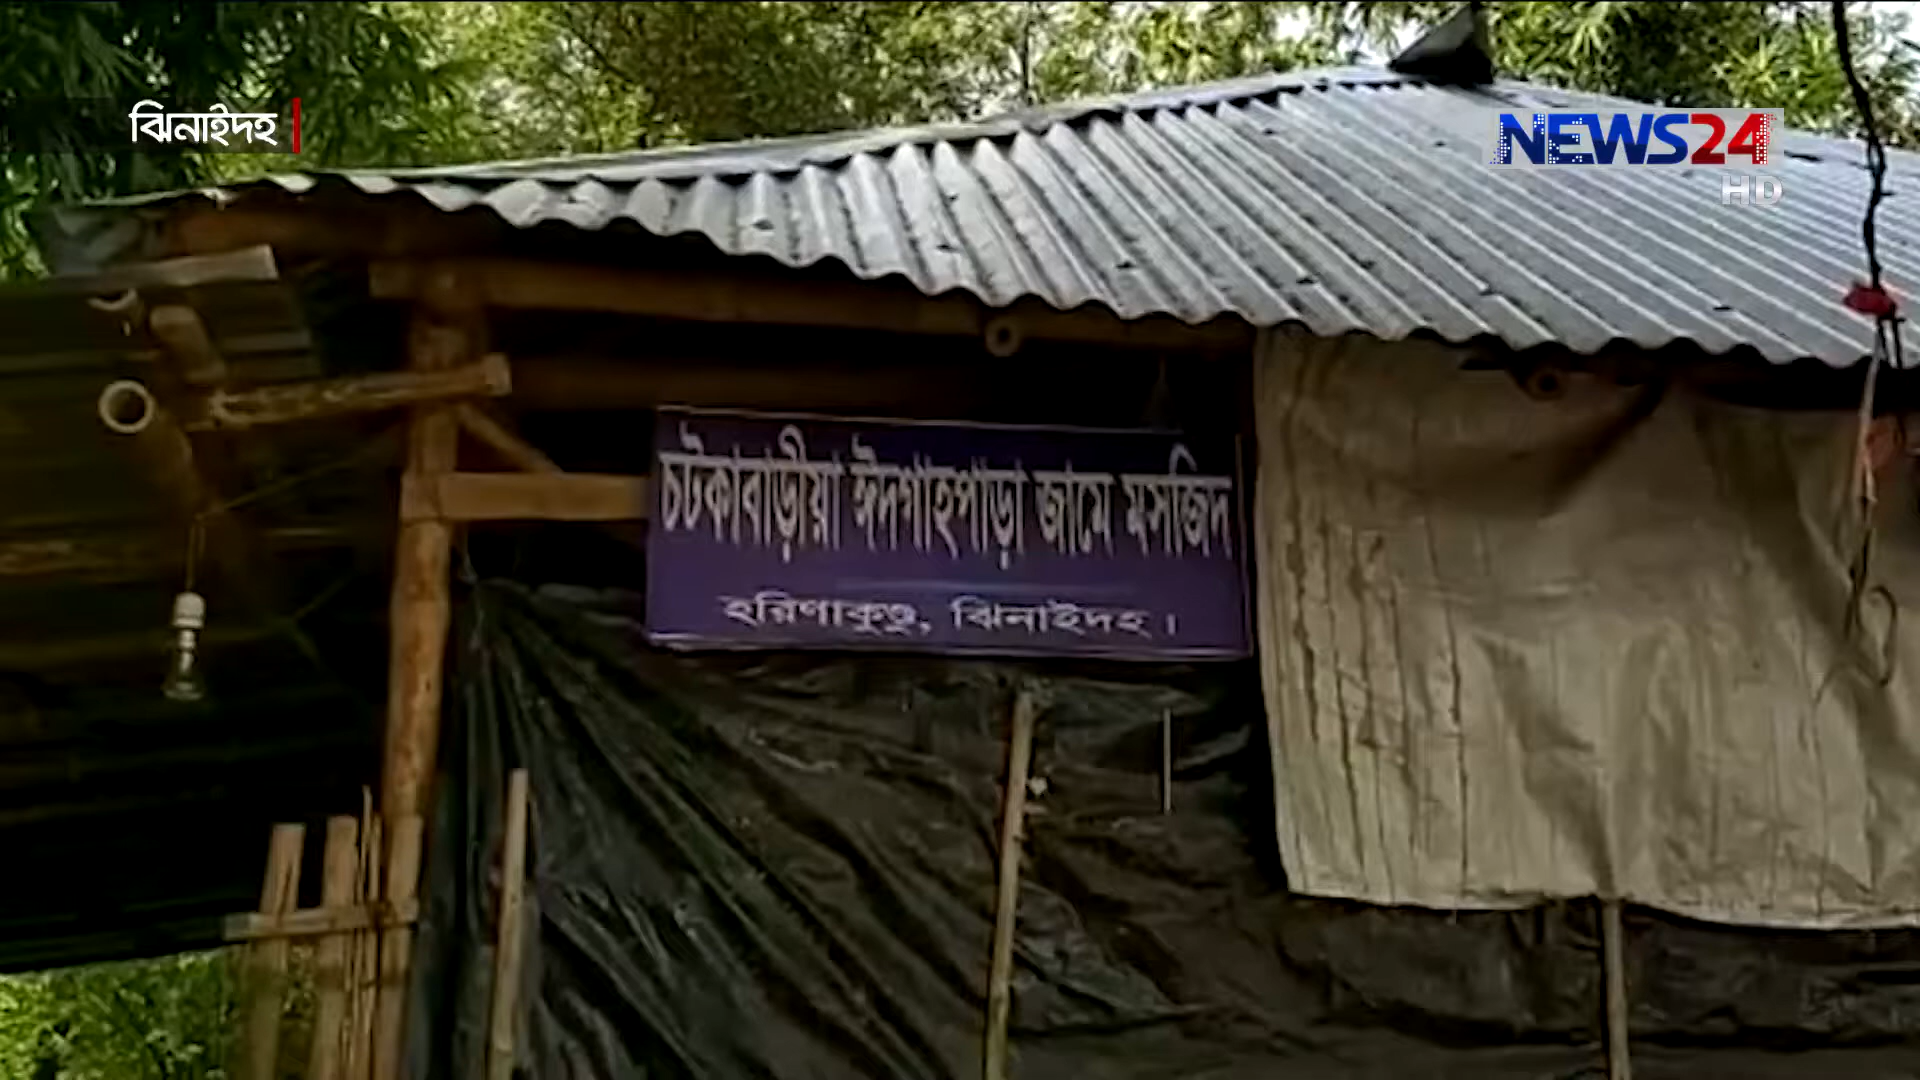 ঝিনাইদহ
NEWS24
HD
চটকাবাড়ীয়া ঈদগাহপাড়া জামে মসজিদ
হরিণাকুণ্ডু, ঝিনাইদহ।